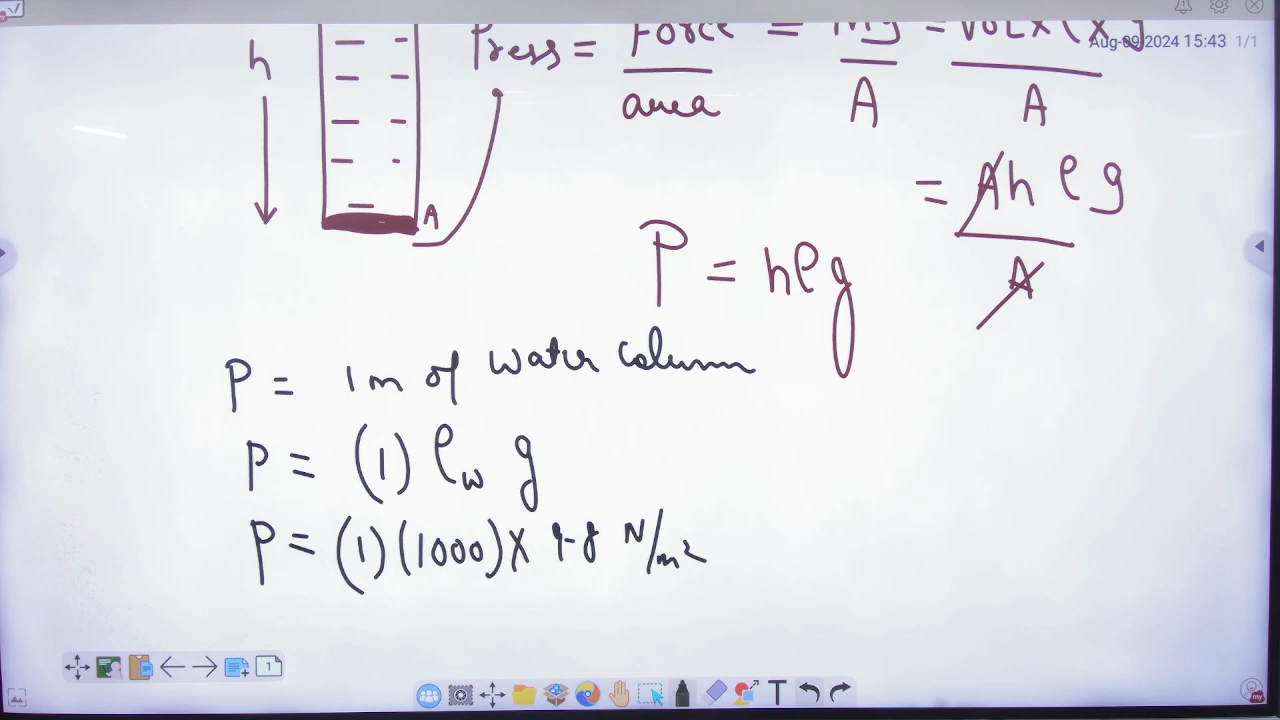 h
Press = Force / area = Mg / A = Vol x ρ x g / A
Aug-09-2024 15:43 1/1
A
= Ah ρ g / A
P = hρg
P = 1m of water column
P = (1) ρw g
P = (1)(1000) x 9.8 N/m²
1
T